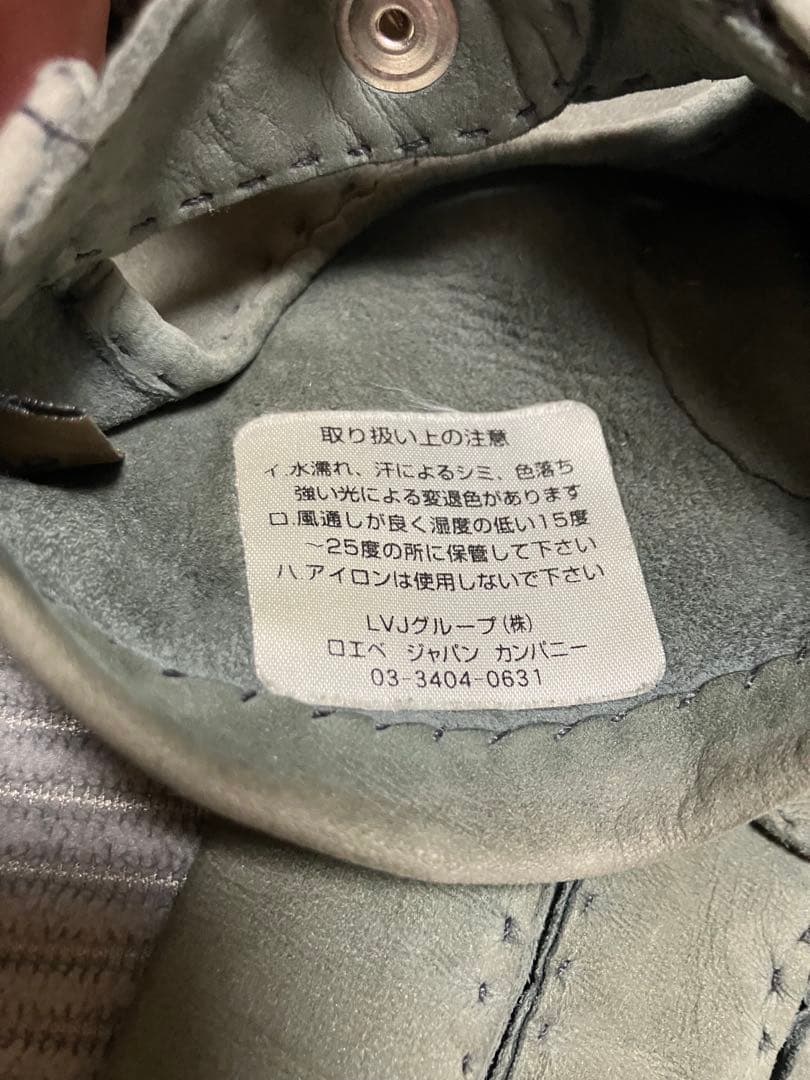 取り扱い上の注意
イ.水濡れ、汗によるシミ、色落ち
強い光による変退色があります
ロ.風通しが良く湿度の低い15度
〜25度の所に保管して下さい
ハ.アイロンは使用しないで下さい
LVJグループ(株)
ロエベ ジャパン カンパニー
03-3404-0631